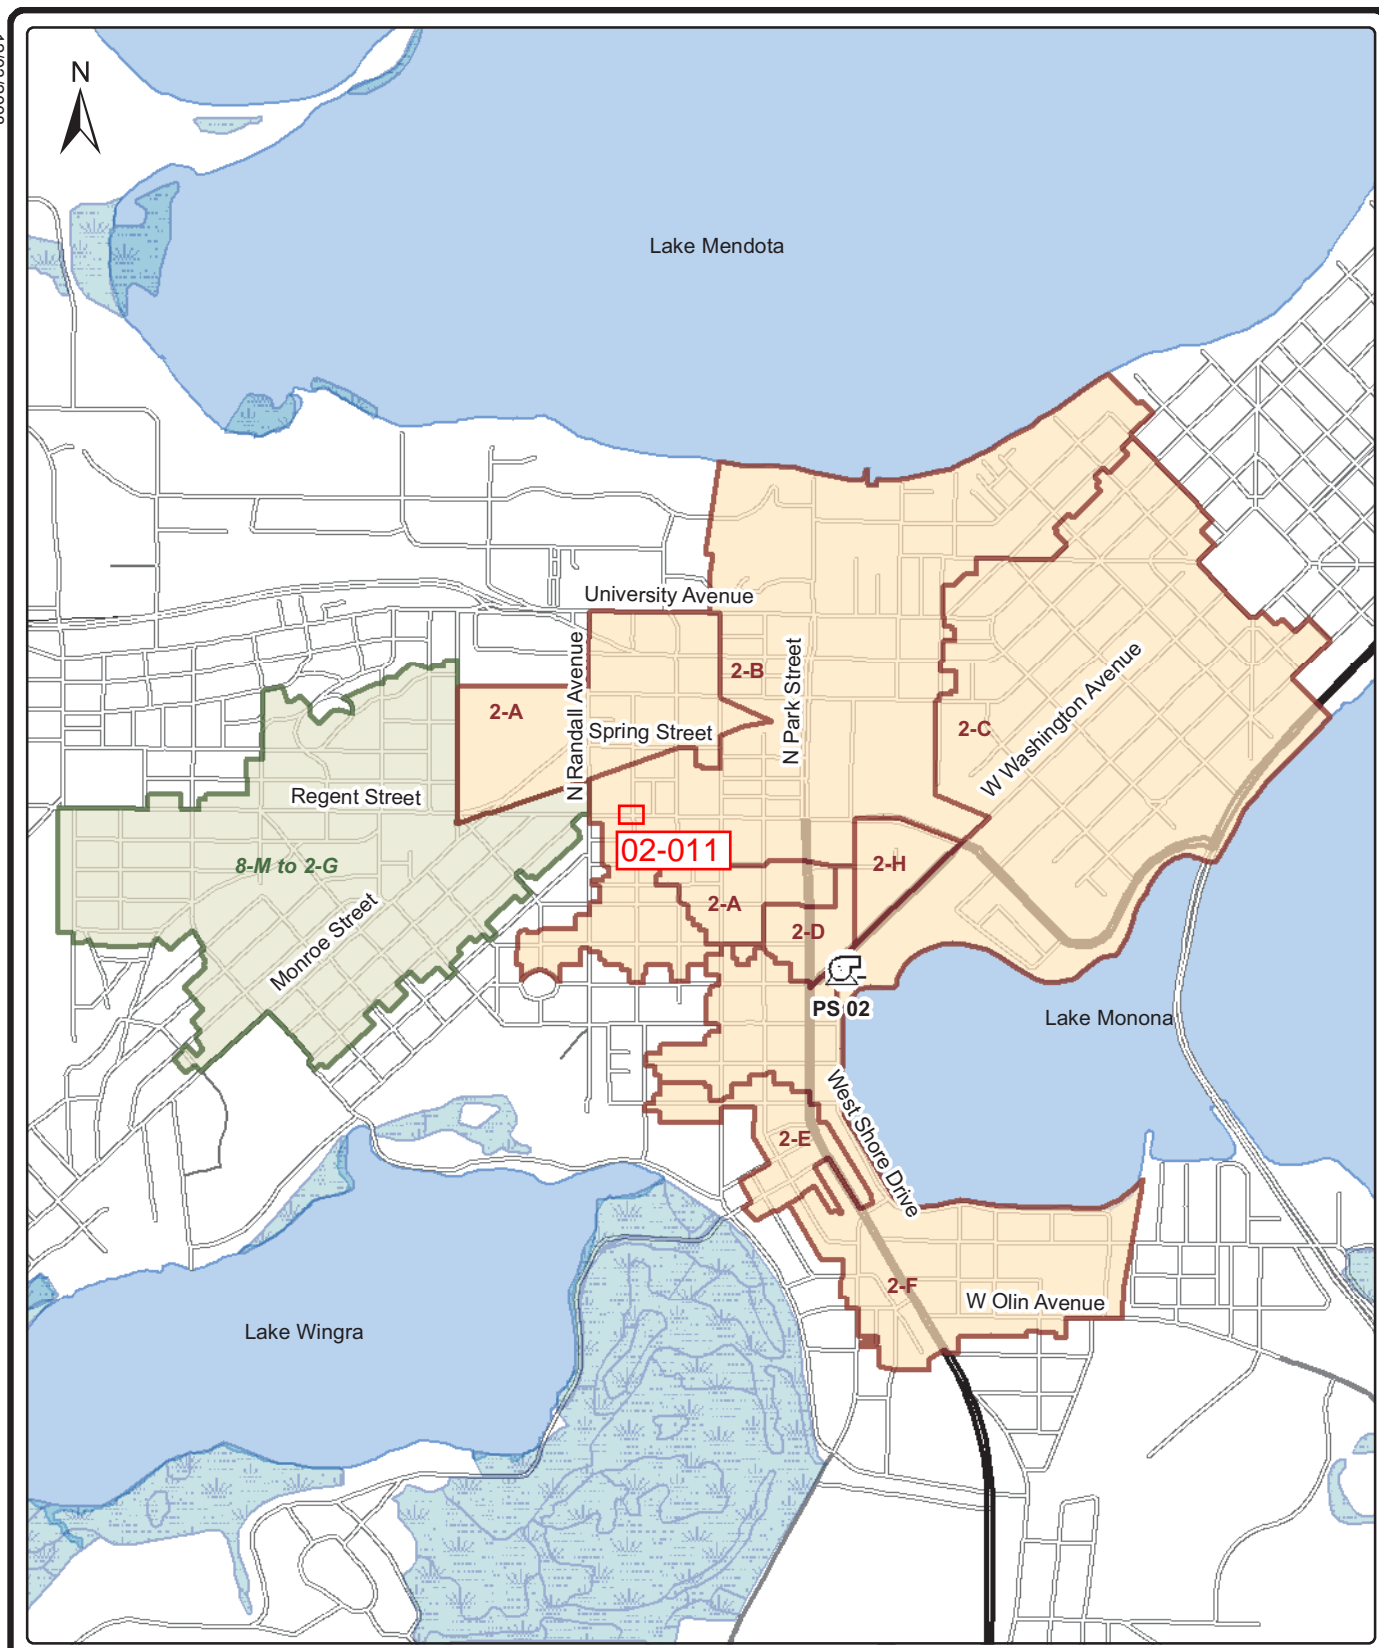 N
Lake Mendota
University Avenue
N Randall Avenue
2-B
N Park Street
2-A
Spring Street
2-C
W Washington Avenue
Regent Street
02-011
8-M to 2-G
2-H
2-A
Monroe Street
2-D
PS 02
Lake Monona
West Shore Drive
2-E
2-F
W Olin Avenue
Lake Wingra